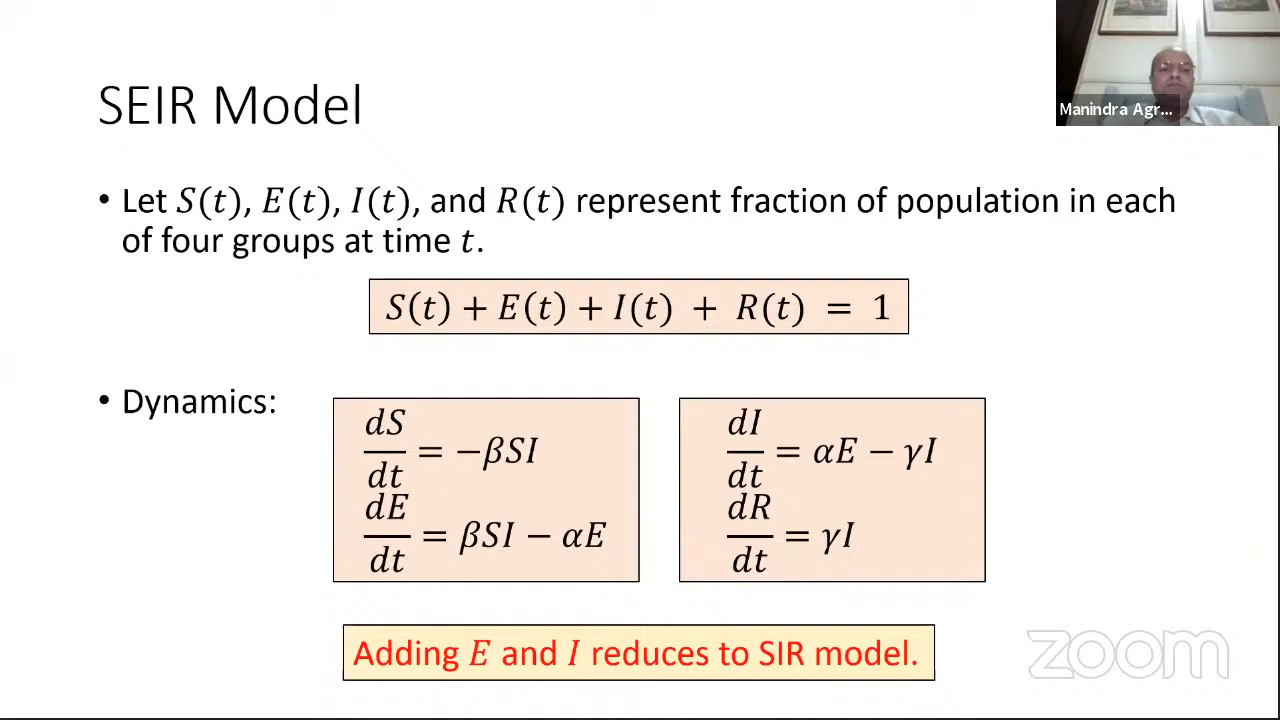 SEIR Model
Manindra Agr...
• Let S(t), E(t), I(t), and R(t) represent fraction of population in each
of four groups at time t.
S(t) + E(t) + I(t) + R(t) = 1
• Dynamics:
dS/dt = −βSI
dE/dt = βSI − αE
dI/dt = αE − γI
dR/dt = γI
Adding E and I reduces to SIR model.
zoom